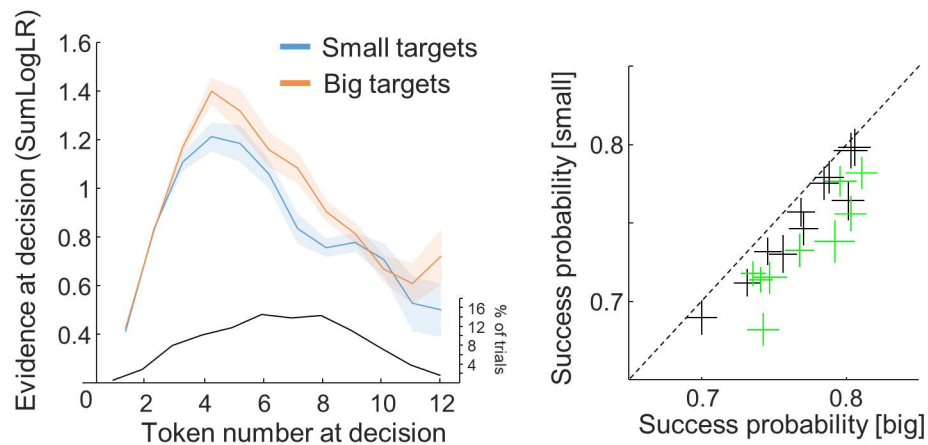 Evidence at decision (SumLogLR)
1.6
1.4
1.2
1
0.8
0.6
0.4
Small targets
Big targets
16
12
8
4
% of trials
0 2 4 6 8 10 12
Token number at decision
Success probability [small]
0.8
0.7
0.7 0.8
Success probability [big]